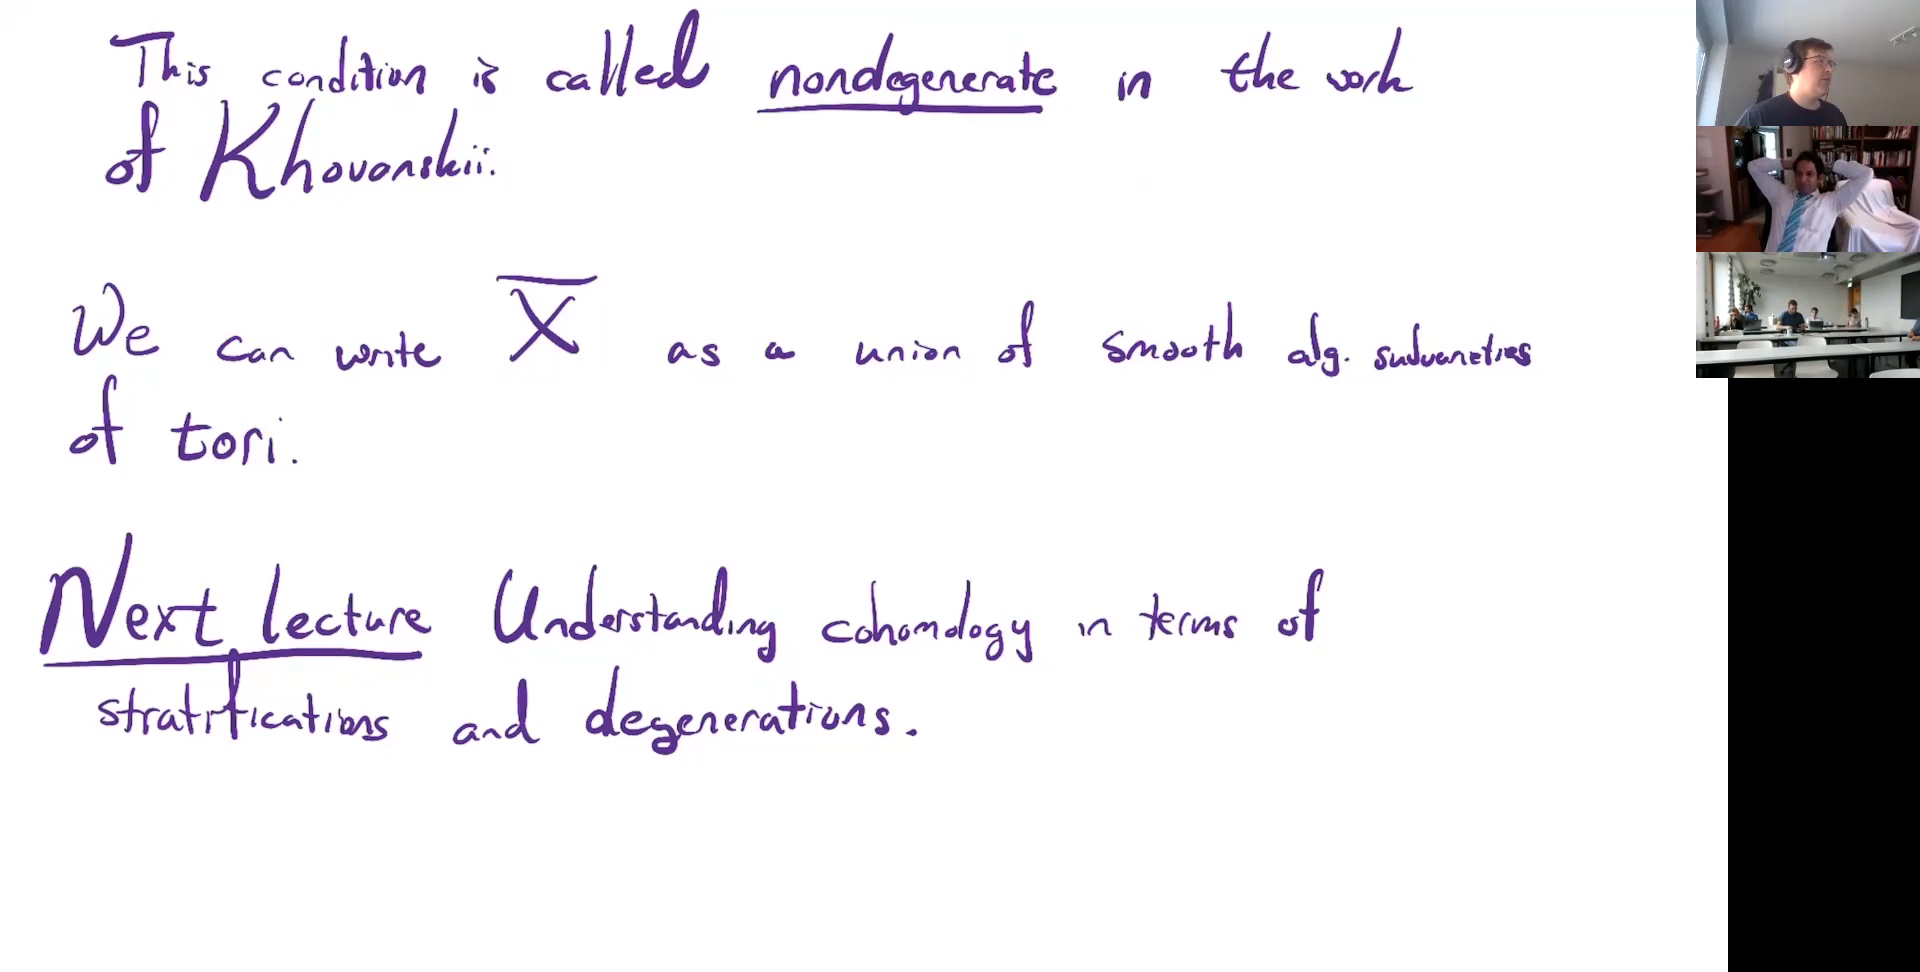 This condition is called nondegenerate in the work
of Khovanskii.
We can write X̅ as a union of smooth alg. subvarieties
of tori.
Next lecture Understanding cohomology in terms of
stratifications and degenerations.